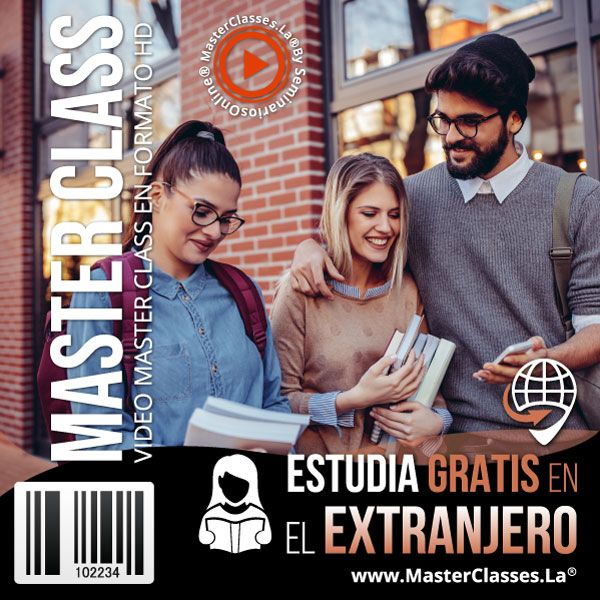 MASTER CLASS
VIDEO MASTER CLASS EN FORMATO HD
MasterClasses.La® By SeminariosOnline®
ESTUDIA GRATIS EN
EL EXTRANJERO
102234
www.MasterClasses.La®